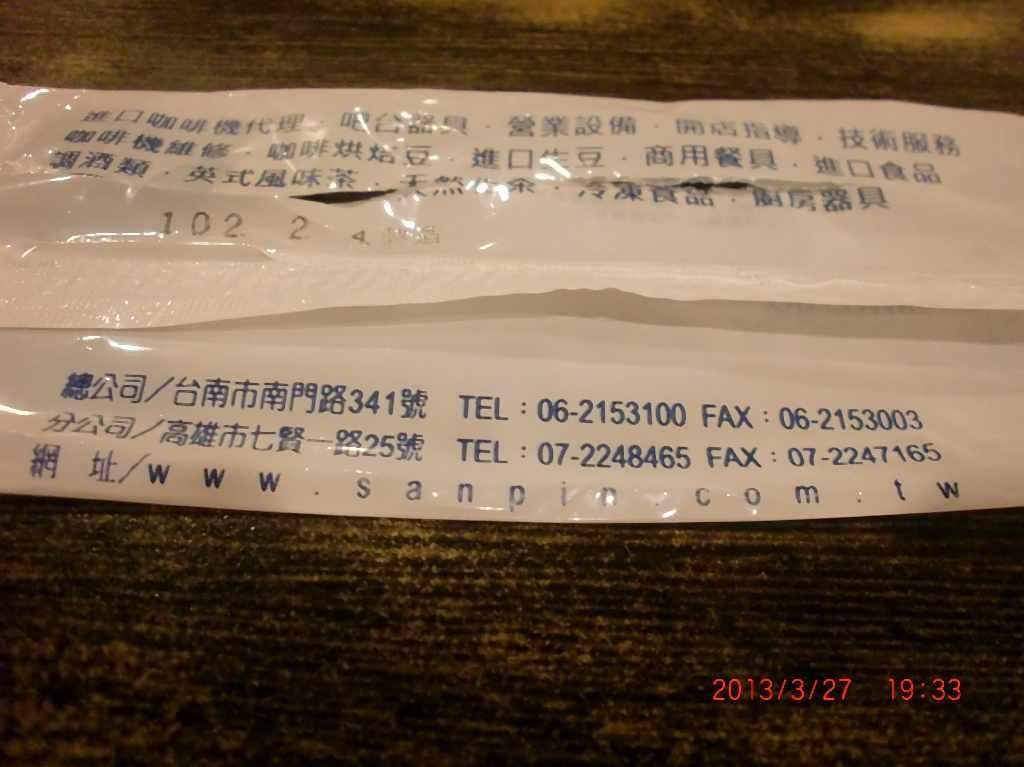 進口咖啡機代理．吧台器具．營業設備．開店指導．技術服務
咖啡機維修．咖啡烘焙豆．進口生豆．商用餐具．進口食品
調酒類．英式風味茶．天然花茶．冷凍食品．廚房器具
102 2 4
總公司／台南市南門路341號 TEL：06-2153100 FAX：06-2153003
分公司／高雄市七賢一路25號 TEL：07-2248465 FAX：07-2247165
網 址/www.sanpin.com.tw
2013/3/27 19:33